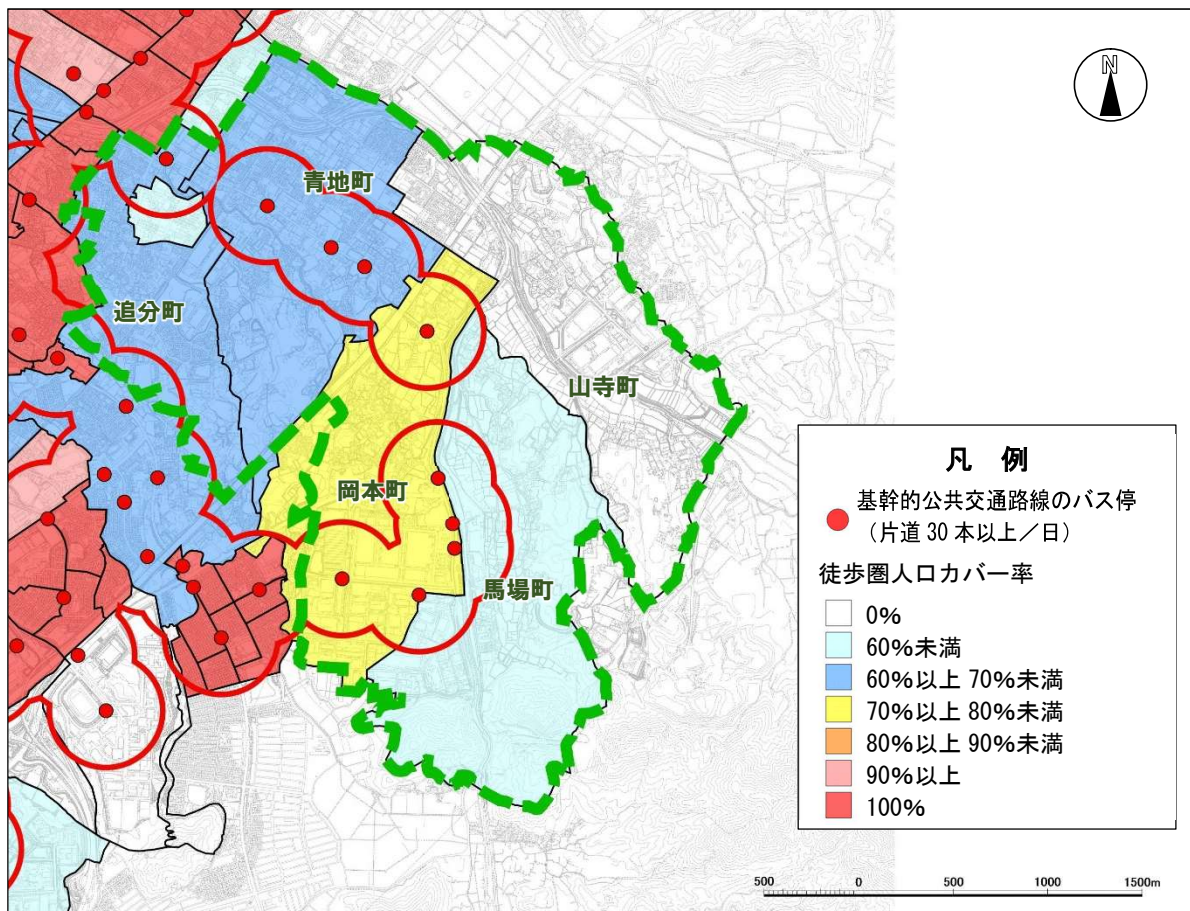 N
青地町
追分町
山寺町
岡本町
馬場町
凡 例
基幹的公共交通路線のバス停
(片道 30 本以上/日)
徒歩圏人口カバー率
0%
60%未満
60%以上 70%未満
70%以上 80%未満
80%以上 90%未満
90%以上
100%
500 0 500 1000 1500m